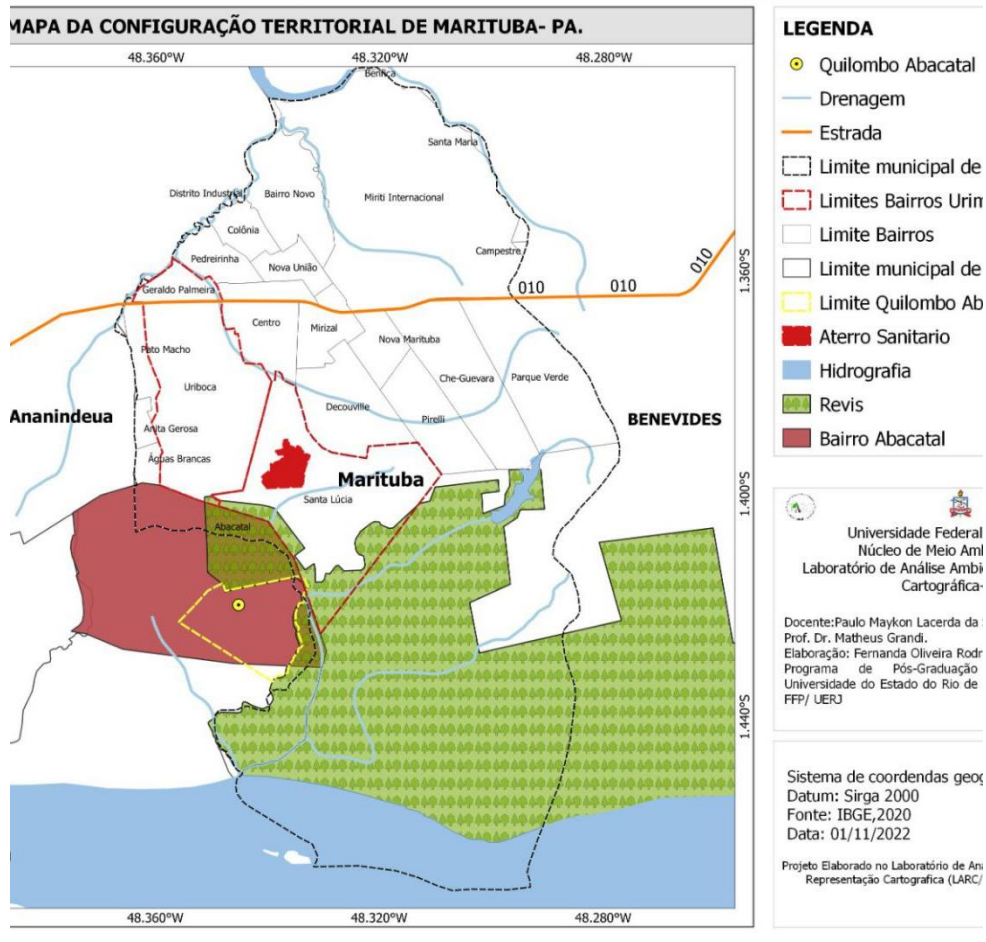 MAPA DA CONFIGURAÇÃO TERRITORIAL DE MARITUBA- PA.
48.360°W
48.320°W
48.280°W
Benfica
Santa Maria
Distrito Industrial
Bairro Novo
Miriti Internacional
Colônia
Campestre
Pedreirinha
Nova União
010
1.360°S
Geraldo Palmeira
010
010
Centro
Mirizal
Nova Marituba
Pato Macho
Uriboca
Che-Guevara
Parque Verde
Decouville
Ananindeua
Pirelli
BENEVIDES
Anita Gerosa
Águas Brancas
Marituba
Santa Lúcia
1.400°S
Abacatal
1.440°S
48.360°W
48.320°W
48.280°W
LEGENDA
Quilombo Abacatal
Drenagem
Estrada
Limite municipal de
Limites Bairros Urim
Limite Bairros
Limite municipal de
Limite Quilombo Ab
Aterro Sanitario
Hidrografia
Revis
Bairro Abacatal
Universidade Federal
Núcleo de Meio Am
Laboratório de Análise Ambi
Cartográfica-
Docente:Paulo Maykon Lacerda da
Prof. Dr. Matheus Grandi.
Elaboração: Fernanda Oliveira Rodr
Programa de Pós-Graduação
Universidade do Estado do Rio de
FFP/ UERJ
Sistema de coordendas geog
Datum: Sirga 2000
Fonte: IBGE,2020
Data: 01/11/2022
Projeto Elaborado no Laboratório de Ana
Representação Cartografica (LARC/